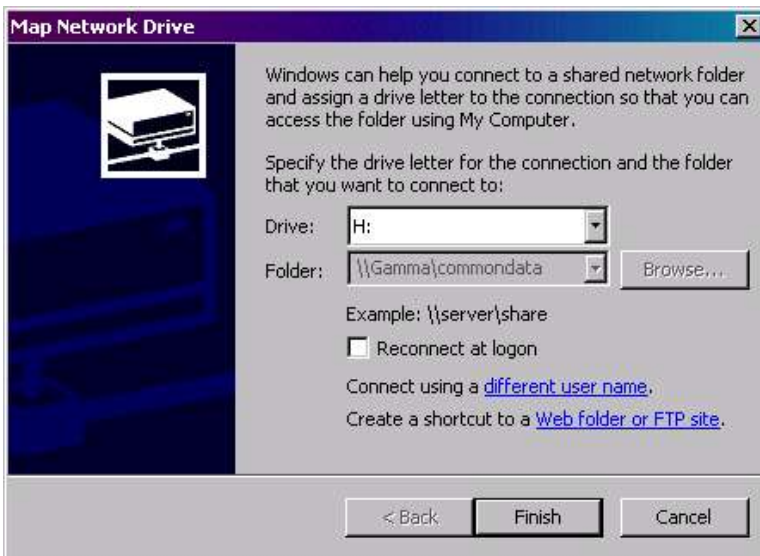 Map Network Drive
Windows can help you connect to a shared network folder
and assign a drive letter to the connection so that you can
access the folder using My Computer.
Specify the drive letter for the connection and the folder
that you want to connect to:
Drive: H:
Folder: \\Gamma\commondata Browse...
Example: \\server\share
Reconnect at logon
Connect using a different user name.
Create a shortcut to a Web folder or FTP site.
< Back Finish Cancel